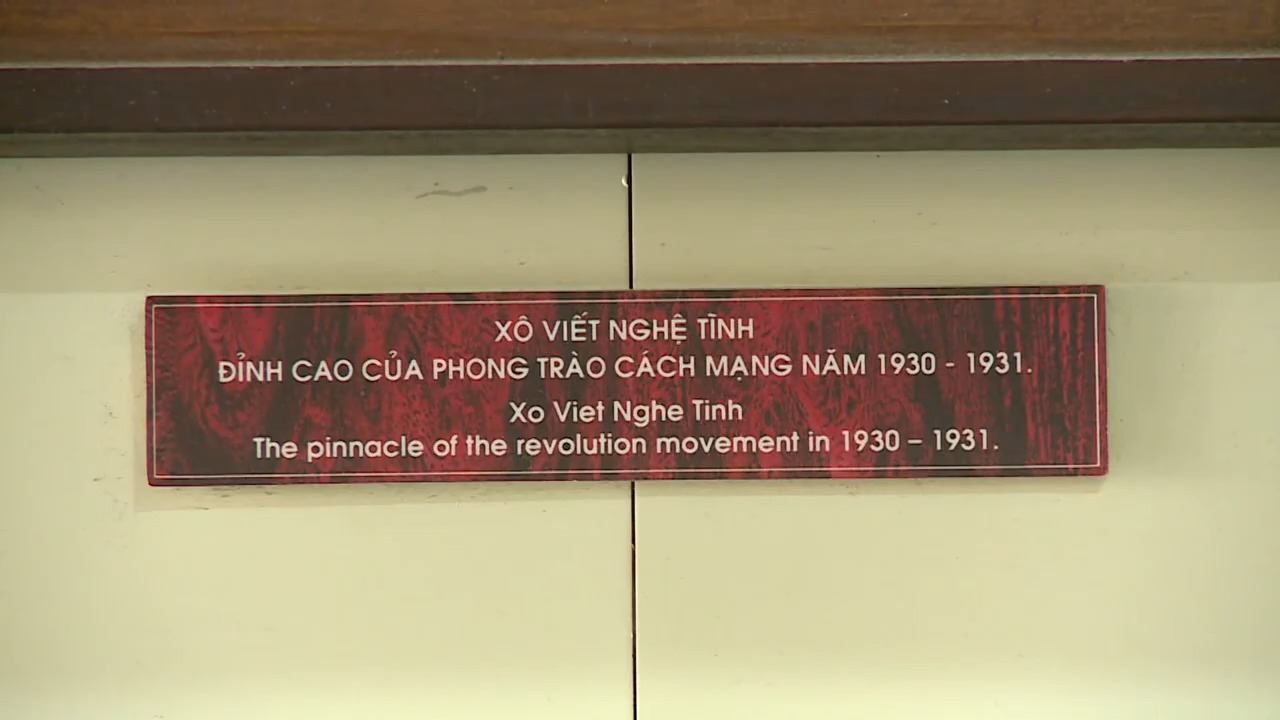 XÔ VIẾT NGHỆ TĨNH
ĐỈNH CAO CỦA PHONG TRÀO CÁCH MẠNG NĂM 1930 - 1931.
Xo Viet Nghe Tinh
The pinnacle of the revolution movement in 1930 – 1931.